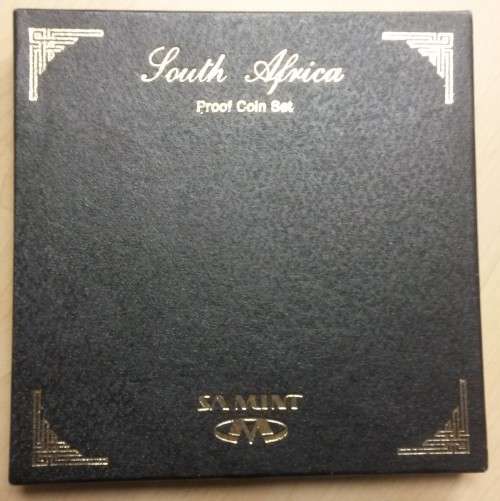 South Africa
Proof Coin Set
SA MINT